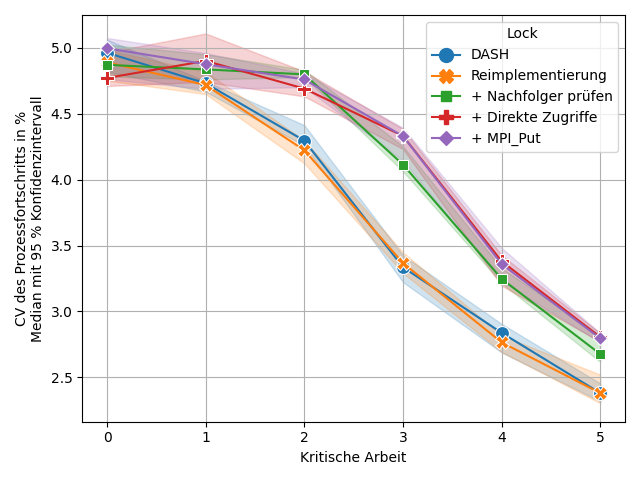 CV des Prozessfortschritts in %
Median mit 95 % Konfidenzintervall
5.0
4.5
4.0
3.5
3.0
2.5
Lock
DASH
Reimplementierung
+ Nachfolger prüfen
+ Direkte Zugriffe
+ MPI_Put
0 1 2 3 4 5
Kritische Arbeit